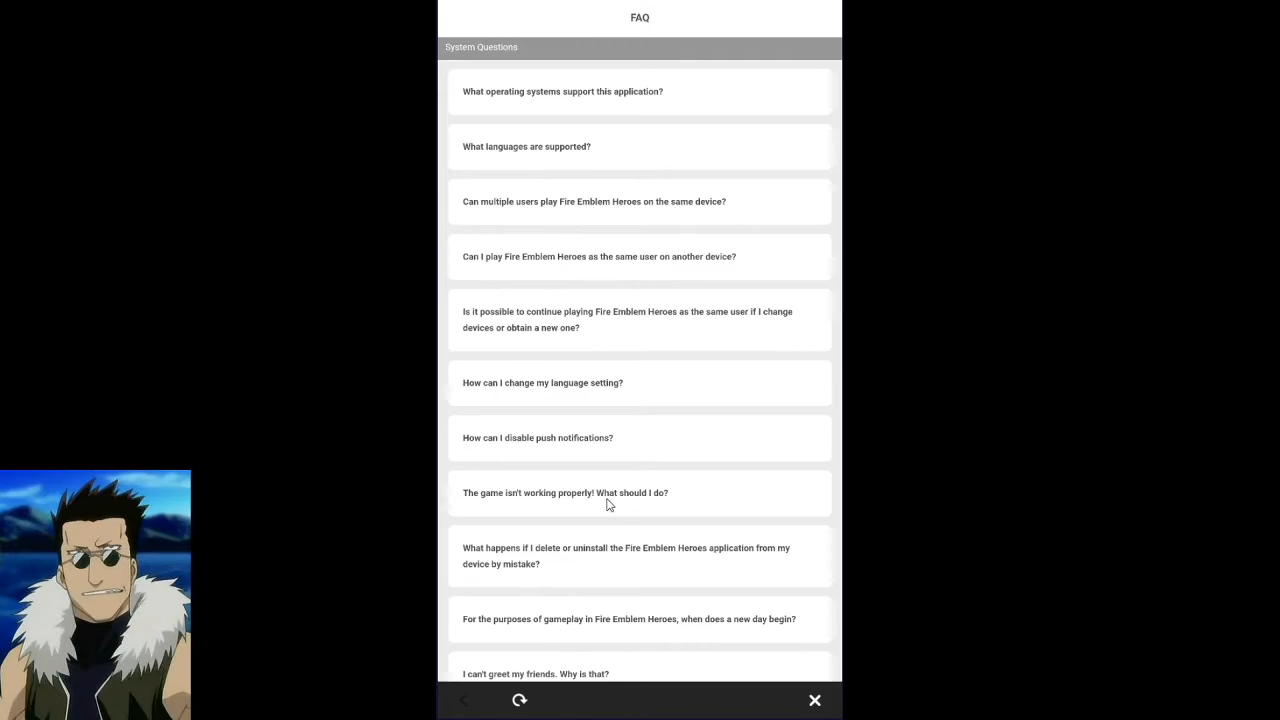 FAQ
System Questions
What operating systems support this application?
What languages are supported?
Can multiple users play Fire Emblem Heroes on the same device?
Can I play Fire Emblem Heroes as the same user on another device?
Is it possible to continue playing Fire Emblem Heroes as the same user if I change
devices or obtain a new one?
How can I change my language setting?
How can I disable push notifications?
The game isn't working properly! What should I do?
What happens if I delete or uninstall the Fire Emblem Heroes application from my
device by mistake?
For the purposes of gameplay in Fire Emblem Heroes, when does a new day begin?
I can't greet my friends. Why is that?